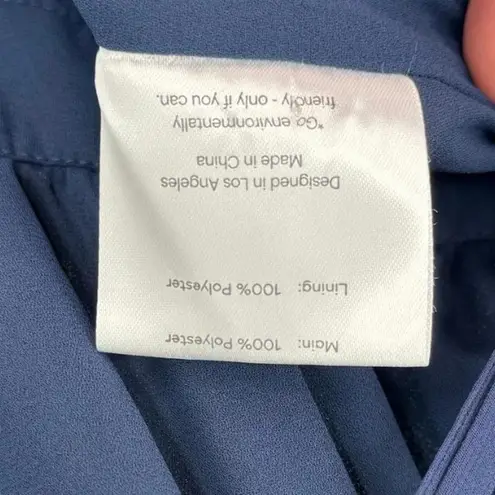 Main: 100% Polyester
Lining: 100% Polyester
Designed in Los Angeles
Made in China
*Go environmentally
friendly - only if you can.